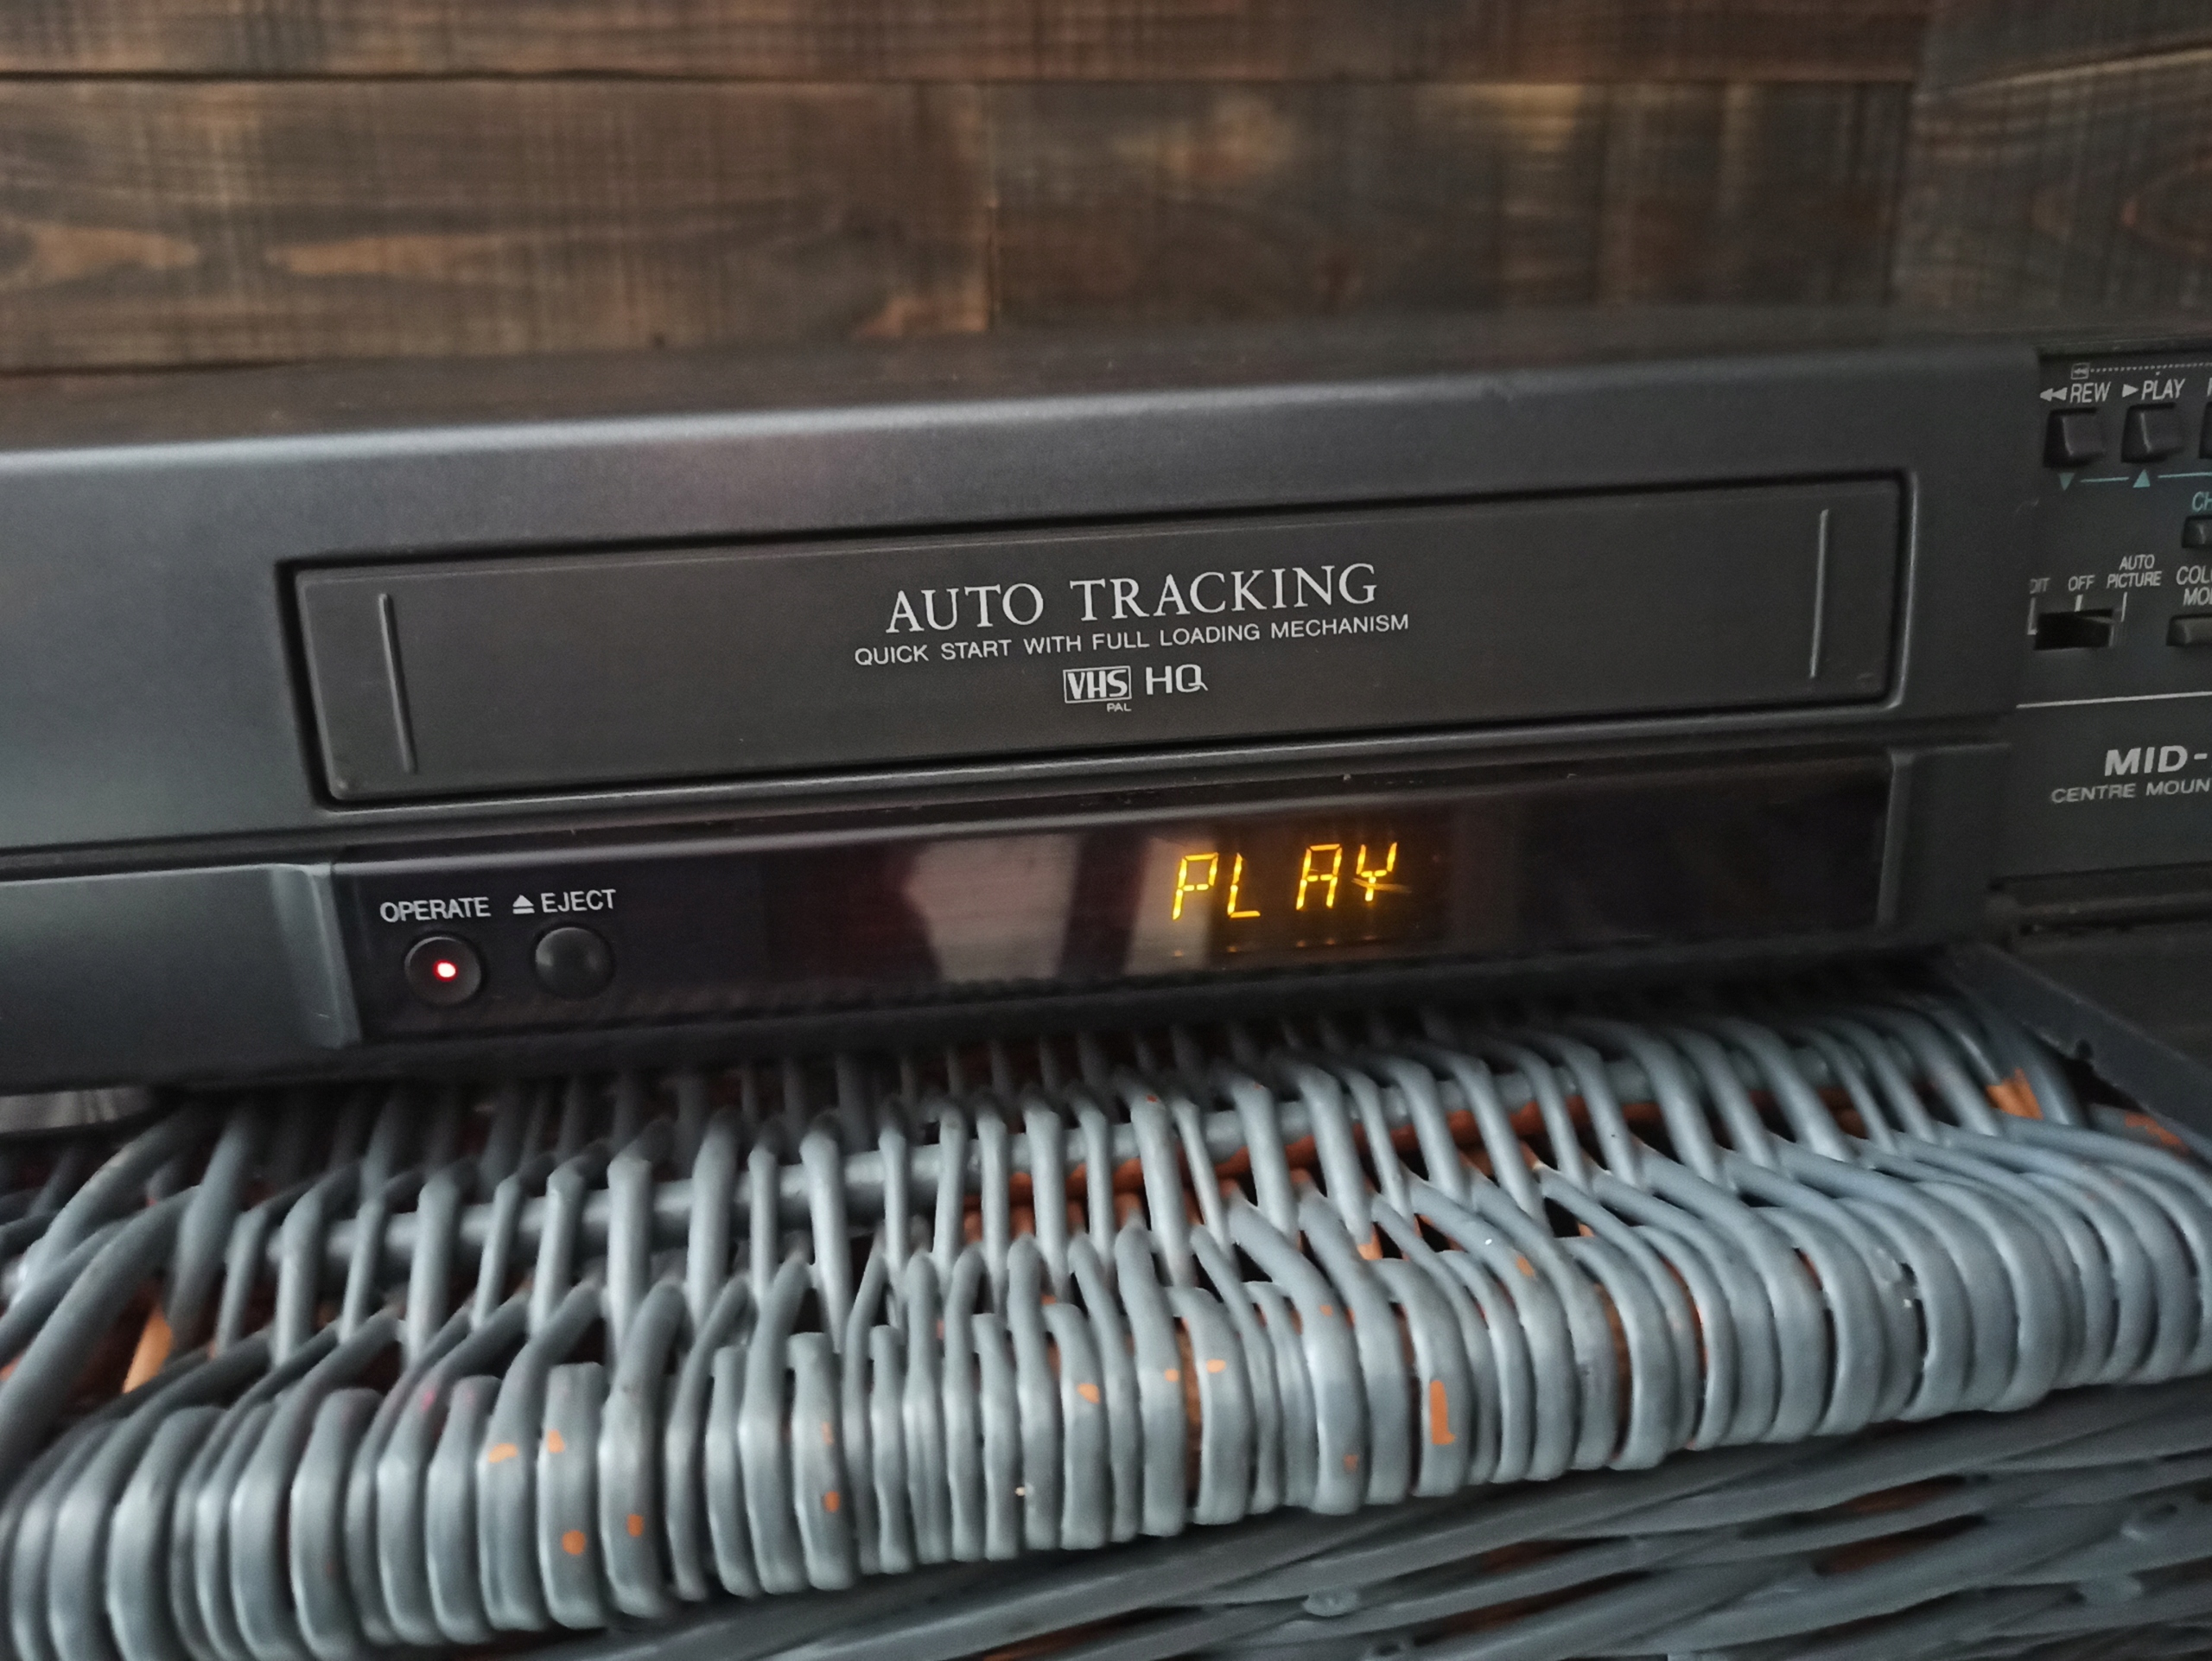 ◄◄REW ►PLAY
AUTO TRACKING
QUICK START WITH FULL LOADING MECHANISM
VHS HQ
PAL
OFF AUTO
PICTURE
MID-
CENTRE
OPERATE ⏏EJECT
PLAY